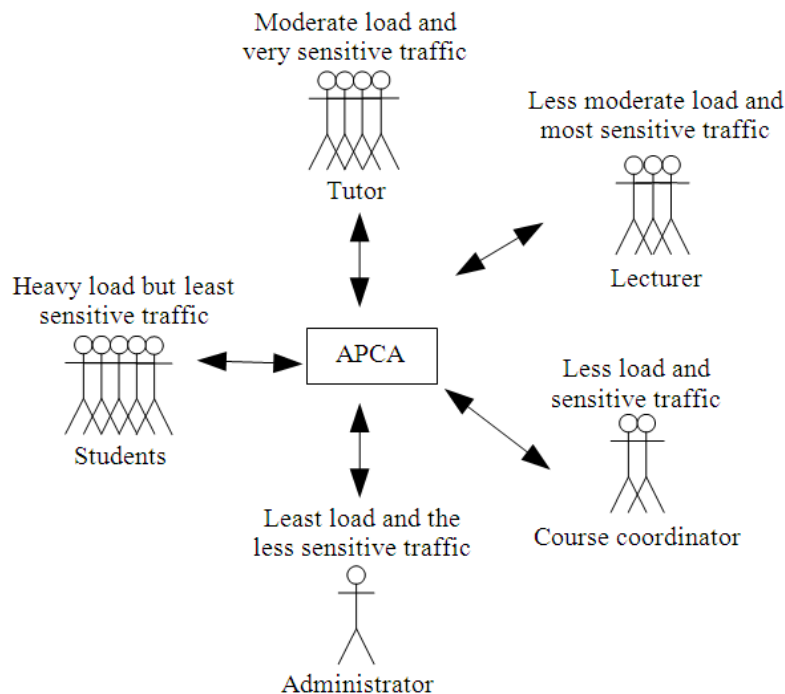 Moderate load and
very sensitive traffic
Tutor
Less moderate load and
most sensitive traffic
Lecturer
Heavy load but least
sensitive traffic
Students
APCA
Less load and
sensitive traffic
Course coordinator
Least load and the
less sensitive traffic
Administrator